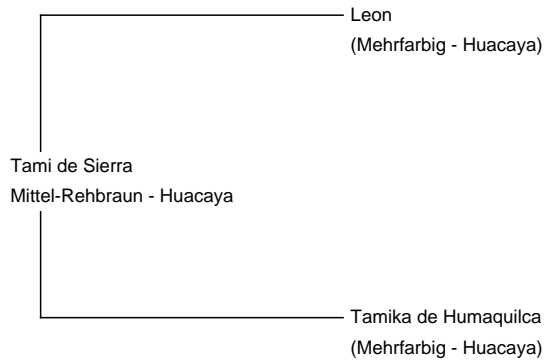 Leon
(Mehrfarbig - Huacaya)
Tami de Sierra
Mittel-Rehbraun - Huacaya
Tamika de Humaquilca
(Mehrfarbig - Huacaya)